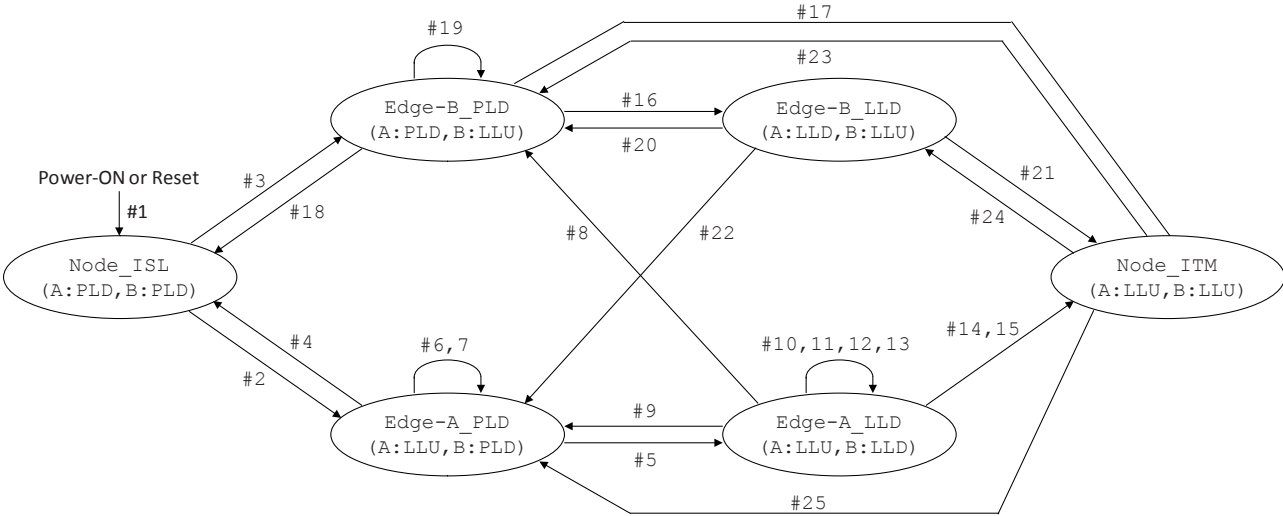 #17
#19
#23
Edge-B_PLD
(A:PLD,B:LLU)
#16
#20
Edge-B_LLD
(A:LLD,B:LLU)
Power-ON or Reset
#1
#3
#18
#21
#24
#8
#22
Node_ISL
(A:PLD,B:PLD)
Node_ITM
(A:LLU,B:LLU)
#4
#2
#6,7
#10,11,12,13
#14,15
Edge-A_PLD
(A:LLU,B:PLD)
#9
#5
Edge-A_LLD
(A:LLU,B:LLD)
#25